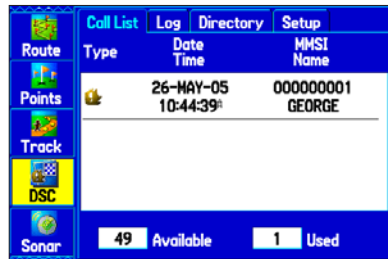 Call List Log Directory Setup
Route
Type Date Time MMSI Name
Points
26-MAY-05 000000001
10:44:39 GEORGE
Track
DSC
Sonar
49 Available 1 Used